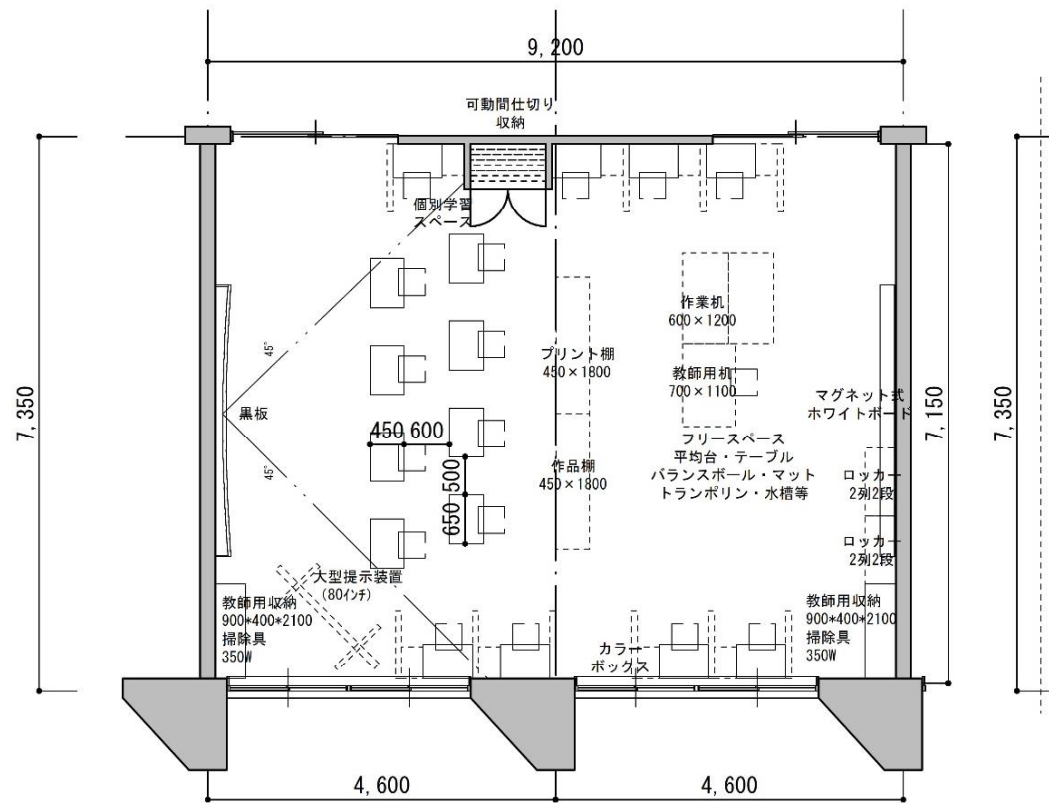 9,200
可動間仕切り
収納
個別学習
スペース
作業机
600×1200
プリント棚
450×1800
教師用机
700×1100
7,350
45°
黒板
マグネット式
ホワイトボード
7,150
7,350
450
600
フリースペース
平均台・テーブル
バランスボール・マット
トランポリン・水槽等
45°
500
作品棚
450×1800
ロッカー
2列2段
650
ロッカー
2列2段
大型提示装置
(80インチ)
教師用収納
900*400*2100
掃除具
350W
カラー
ボックス
教師用収納
900*400*2100
掃除具
350W
4,600
4,600